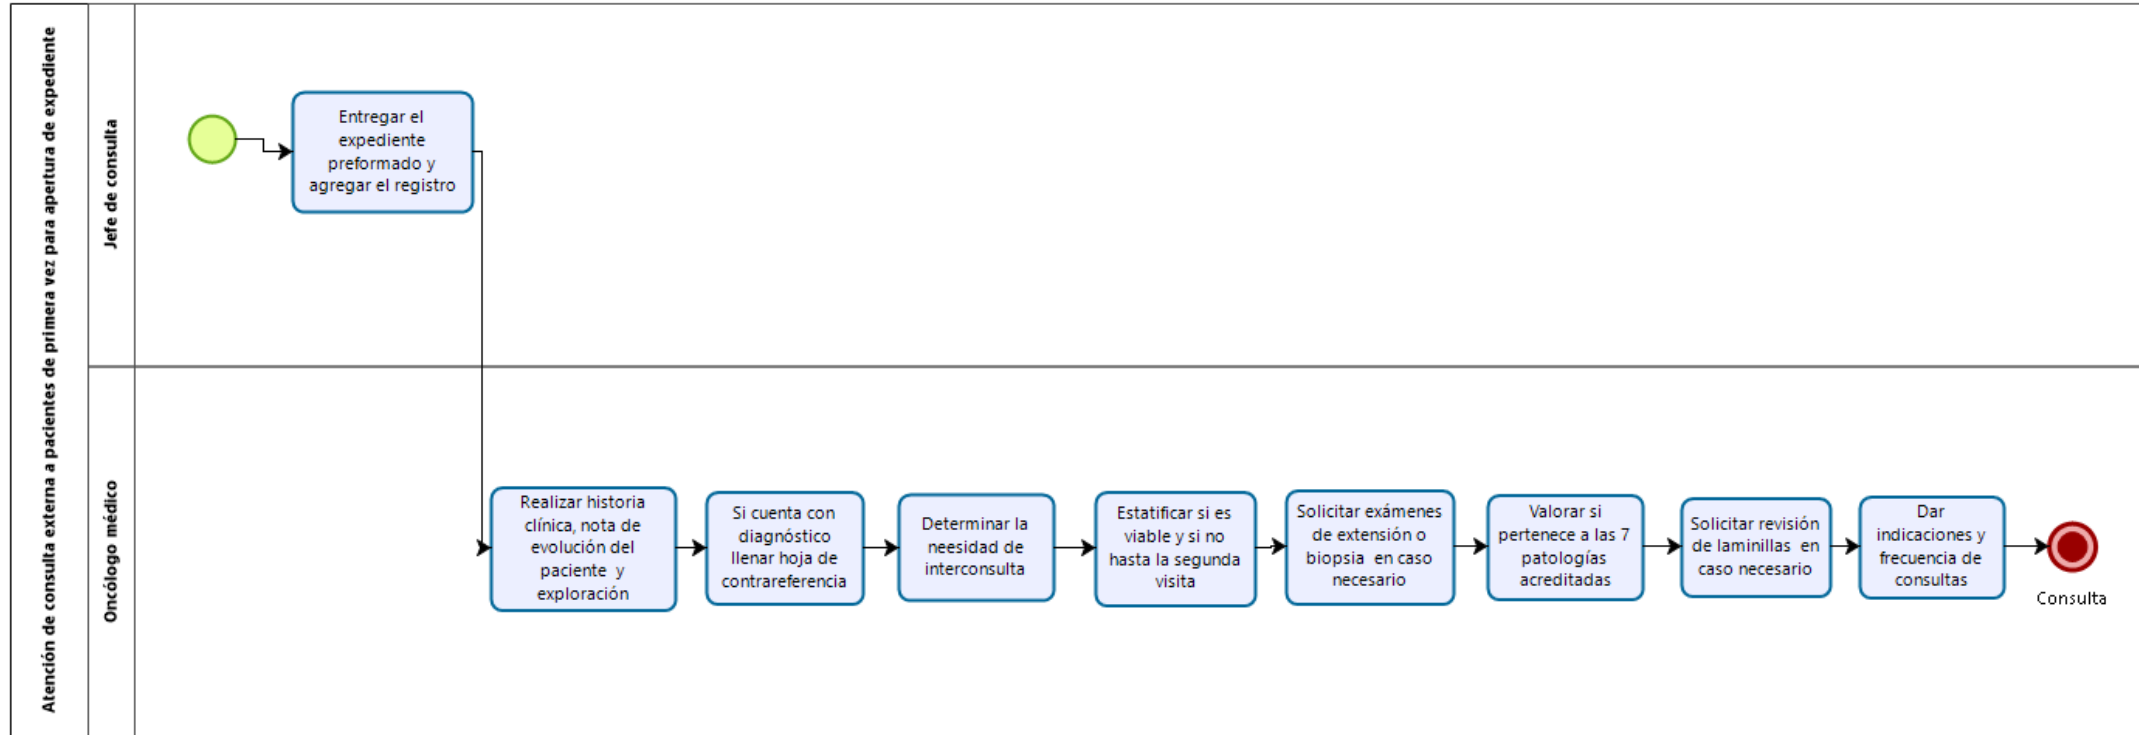 Atención de consulta externa a pacientes de primera vez para apertura de expediente
Jefe de consulta
Entregar el
expediente
preformado y
agregar el registro
Oncólogo médico
Realizar historia
clínica, nota de
evolución del
paciente y
exploración
Si cuenta con
diagnóstico
llenar hoja de
contrareferencia
Determinar la
neesidad de
interconsulta
Estatificar si es
viable y si no
hasta la segunda
visita
Solicitar exámenes
de extensión o
biopsia en caso
necesario
Valorar si
pertenece a las 7
patologías
acreditadas
Solicitar revisión
de laminillas en
caso necesario
Dar
indicaciones y
frecuencia de
consultas
Consulta